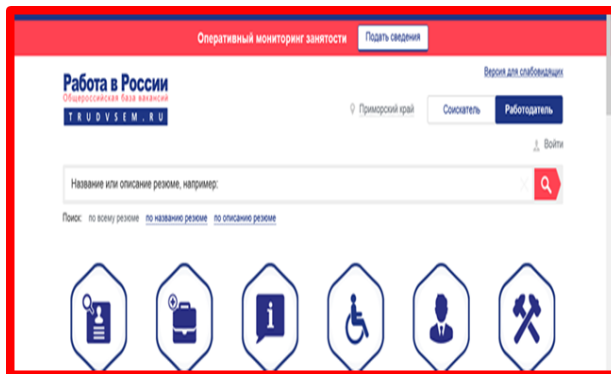 Оперативный мониторинг занятости Подать сведения
Версия для слабовидящих
Работа в России
Общероссийская база вакансий
TRUDVSEM.RU
Приморский край Соискатель Работодатель
Войти
Название или описание резюме, например:
Поиск: по всему резюме по названию резюме по описанию резюме